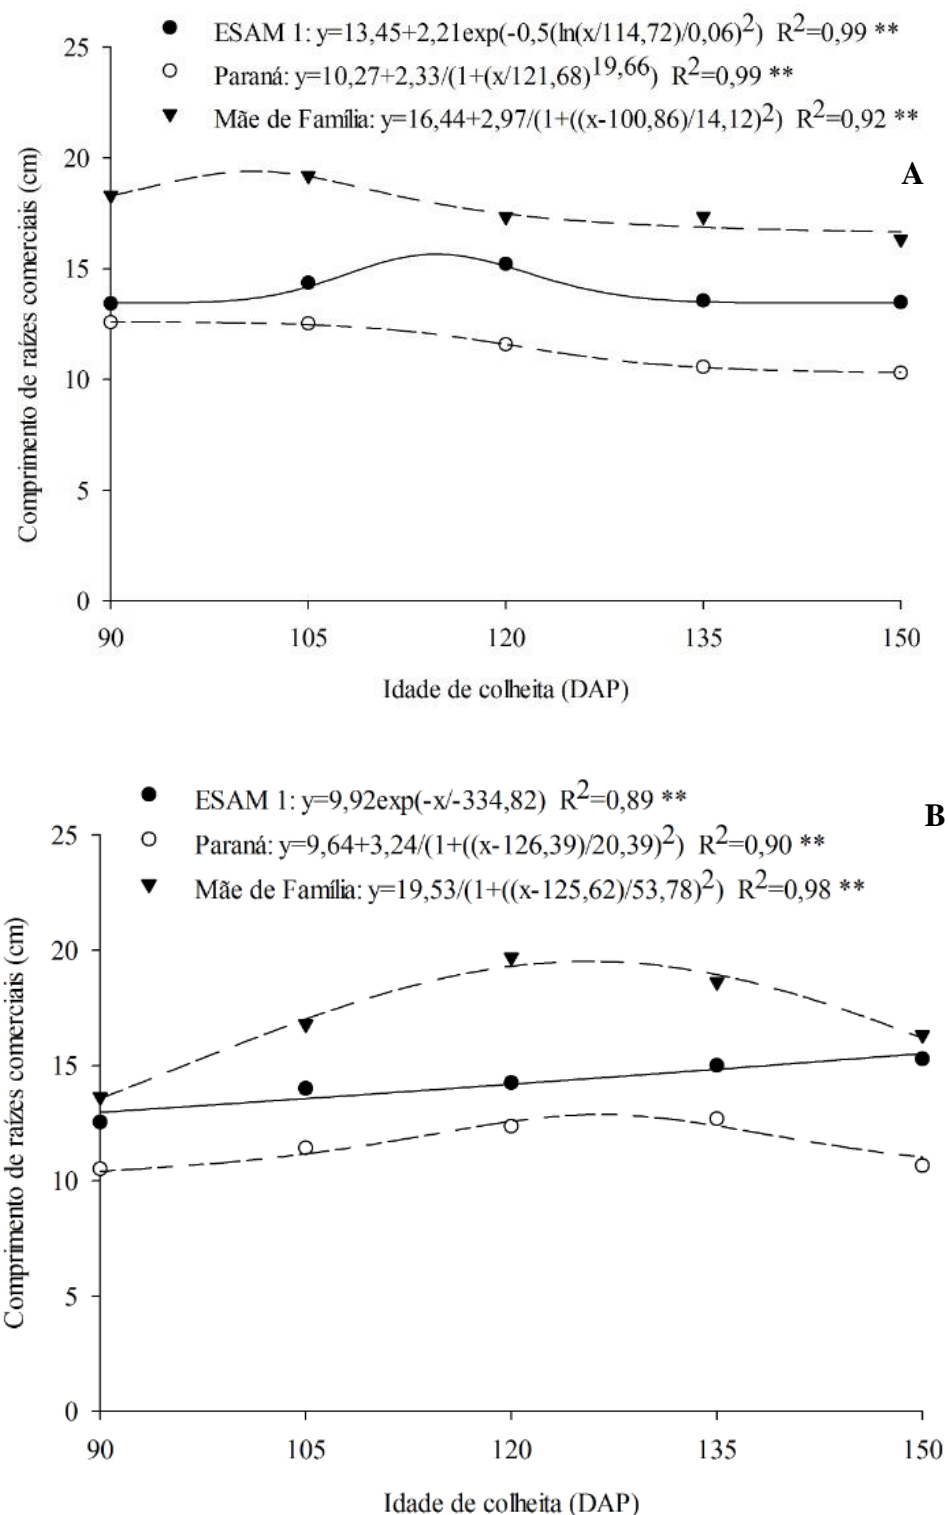 ESAM 1: y=13,45+2,21exp(-0,5(ln(x/114,72)/0,06)2) R2=0,99 **
Paraná: y=10,27+2,33/(1+(x/121,68)19,66) R2=0,99 **
Mãe de Família: y=16,44+2,97/(1+((x-100,86)/14,12)2) R2=0,92 **
A
Comprimento de raízes comerciais (cm)
25
20
15
10
5
0
90 105 120 135 150
Idade de colheita (DAP)
ESAM 1: y=9,92exp(-x/-334,82) R2=0,89 **
Paraná: y=9,64+3,24/(1+((x-126,39)/20,39)2) R2=0,90 **
Mãe de Família: y=19,53/(1+((x-125,62)/53,78)2) R2=0,98 **
B
Comprimento de raízes comerciais (cm)
25
20
15
10
5
0
90 105 120 135 150
Idade de colheita (DAP)